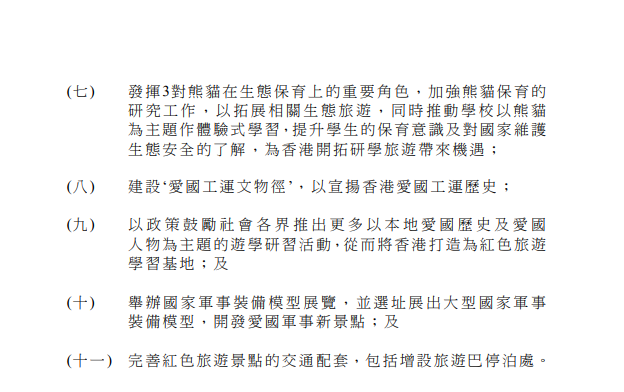 (七) 發揮3對熊貓在生態保育上的重要角色，加強熊貓保育的
研究工作，以拓展相關生態旅遊，同時推動學校以熊貓
為主題作體驗式學習，提升學生的保育意識及對國家維護
生態安全的了解，為香港開拓研學旅遊帶來機遇；
(八) 建設‘愛國工運文物徑’，以宣揚香港愛國工運歷史；
(九) 以政策鼓勵社會各界推出更多以本地愛國歷史及愛國
人物為主題的遊學研習活動，從而將香港打造為紅色旅遊
學習基地；及
(十) 舉辦國家軍事裝備模型展覽，並選址展出大型國家軍事
裝備模型，開發愛國軍事新景點；及
(十一) 完善紅色旅遊景點的交通配套，包括增設旅遊巴停泊處。